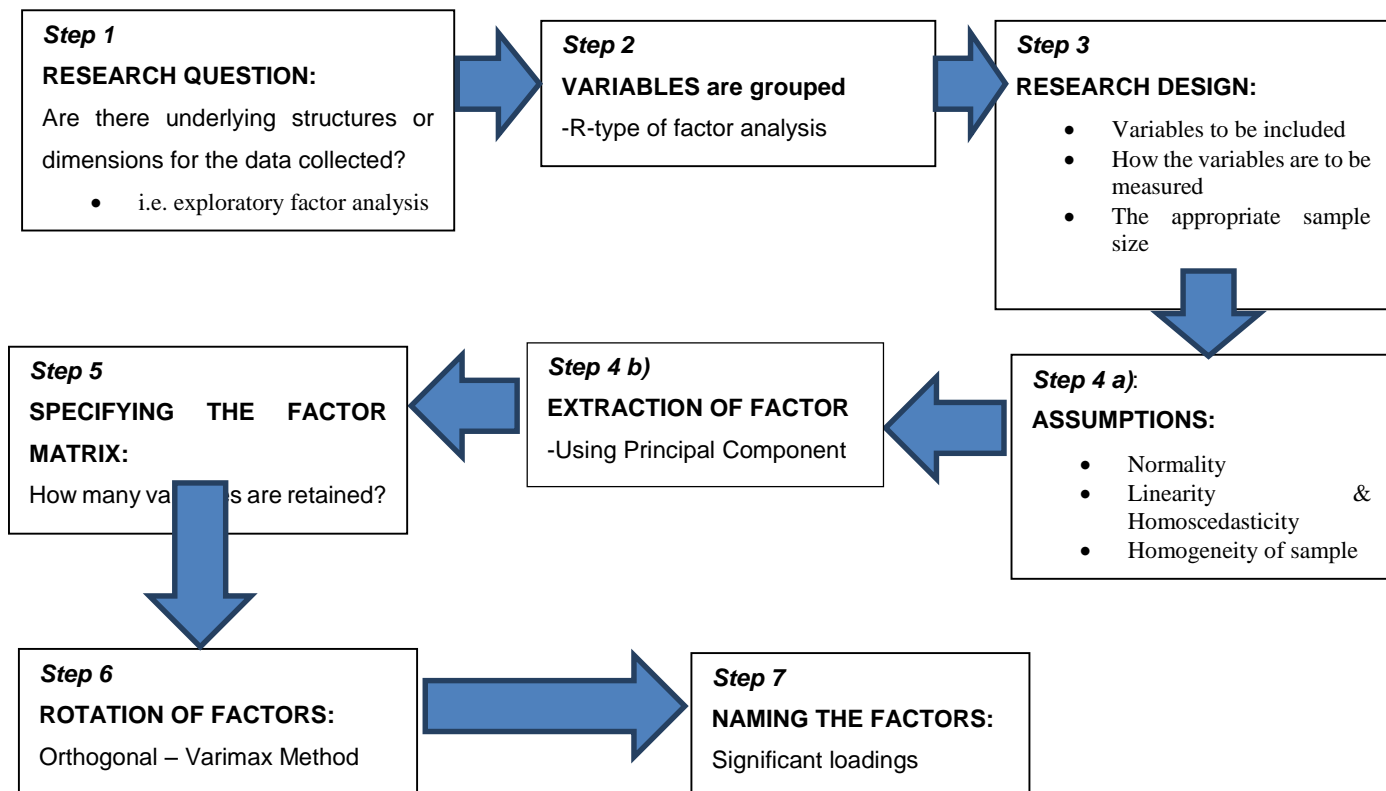 Step 1
RESEARCH QUESTION:
Are there underlying structures or
dimensions for the data collected?
• i.e. exploratory factor analysis
Step 2
VARIABLES are grouped
-R-type of factor analysis
Step 3
RESEARCH DESIGN:
• Variables to be included
• How the variables are to be
measured
• The appropriate sample
size
Step 4 a):
ASSUMPTIONS:
• Normality
• Linearity &
Homoscedasticity
• Homogeneity of sample
Step 4 b)
EXTRACTION OF FACTOR
-Using Principal Component
Step 5
SPECIFYING THE FACTOR
MATRIX:
How many are retained?
Step 6
ROTATION OF FACTORS:
Orthogonal – Varimax Method
Step 7
NAMING THE FACTORS:
Significant loadings